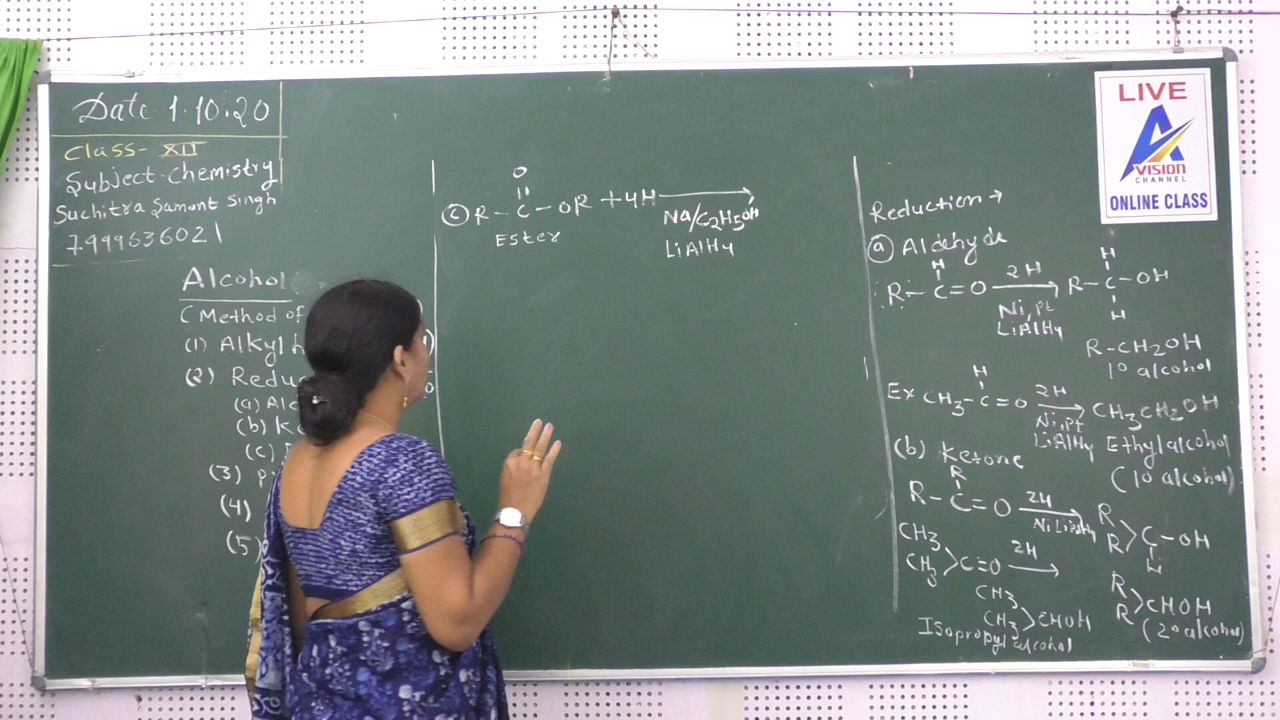 Date 1.10.20
Class- XII
Subject-Chemistry
Suchitra Samant Singh
7999636021
Alcohol
(Method of
(1) Alkyl h
(2) Redu
(a) Alc
(b) K
(c)
(3) P
(4)
(5)
O
||
(c) R - C - OR + 4H ⟶
Ester
Na/C2H5OH
LiAlH4
Reduction →
(a) Aldehyde
H
R - C = O ⟶ 2H
Ni, Pt
LiAlH4
H
R - C - OH
H
R-CH2OH
1° alcohol
H
Ex CH3 - C = O ⟶ 2H
Ni, Pt
LiAlH4
CH3CH2OH
Ethyl alcohol
(1° alcohol)
(b) Ketone
R
R - C = O ⟶ 2H
Ni LiAlH4
R
R > C - OH
H
CH3
CH3 > C = O ⟶ 2H
R
R > CHOH
(2° alcohol)
CH3
CH3 > CHOH
Isopropyl alcohol
LIVE
A
VISION
CHANNEL
ONLINE CLASS